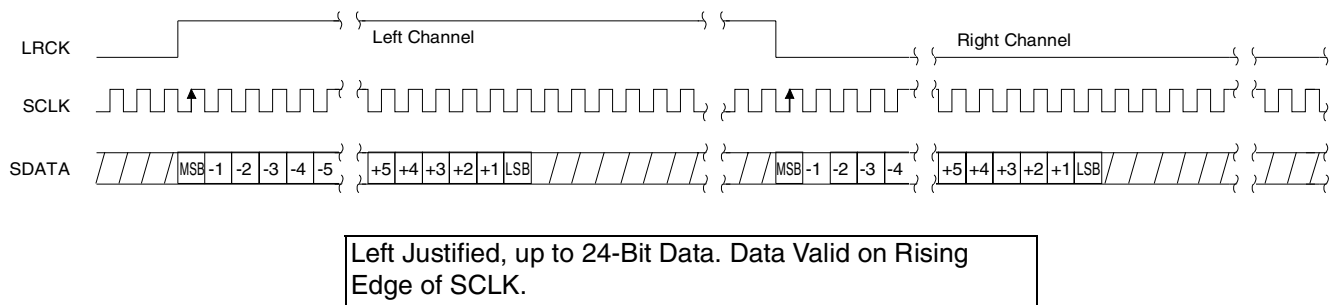 LRCK Left Channel Right Channel
SCLK
SDATA MSB -1 -2 -3 -4 -5 +5 +4 +3 +2 +1 LSB MSB -1 -2 -3 -4 +5 +4 +3 +2 +1 LSB
Left Justified, up to 24-Bit Data. Data Valid on Rising
Edge of SCLK.